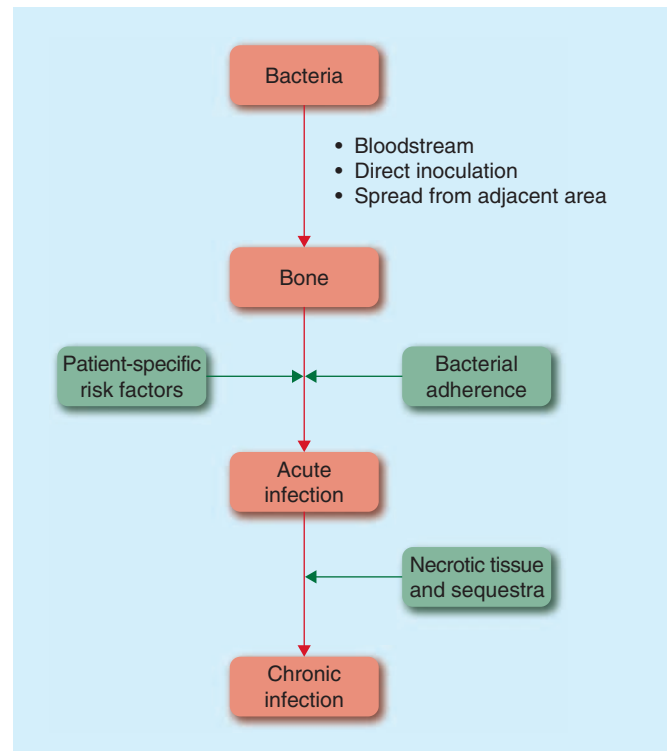 Bacteria
• Bloodstream
• Direct inoculation
• Spread from adjacent area
Bone
Patient-specific
risk factors
Bacterial
adherence
Acute
infection
Necrotic tissue
and sequestra
Chronic
infection